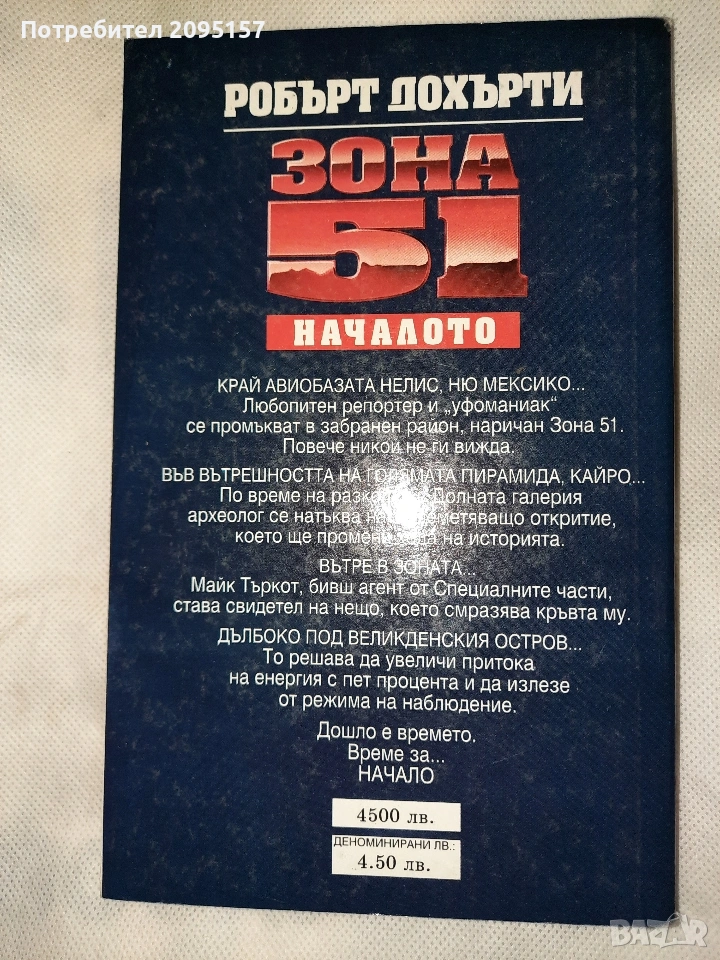 Потребител 2095157
РОБЪРТ ДОХЪРТИ
ЗОНА
51
НАЧАЛОТО
КРАЙ АВИОБАЗАТА НЕЛИС, НЮ МЕКСИКО...
Любопитен репортер и „уфоманиак“
се промъкват в забранен район, наричан Зона 51.
Повече никой не ги вижда.
ВЪВ ВЪТРЕШНОСТТА НА ГОЛЯМАТА ПИРАМИДА, КАЙРО...
По време на Долната галерия
археолог се натъква на откритие,
което ще промени на историята.
ВЪТРЕ В ЗОНАТА...
Майк Търкот, бивш агент от Специалните части,
става свидетел на нещо, което смразява кръвта му.
ДЪЛБОКО ПОД ВЕЛИКДЕНСКИЯ ОСТРОВ...
То решава да увеличи притока
на енергия с пет процента и да излезе
от режима на наблюдение.
Дошло е времето.
Време за...
НАЧАЛО
4500 лв.
ДЕНОМИНИРАНИ ЛВ.:
4.50 лв.
BAZAR